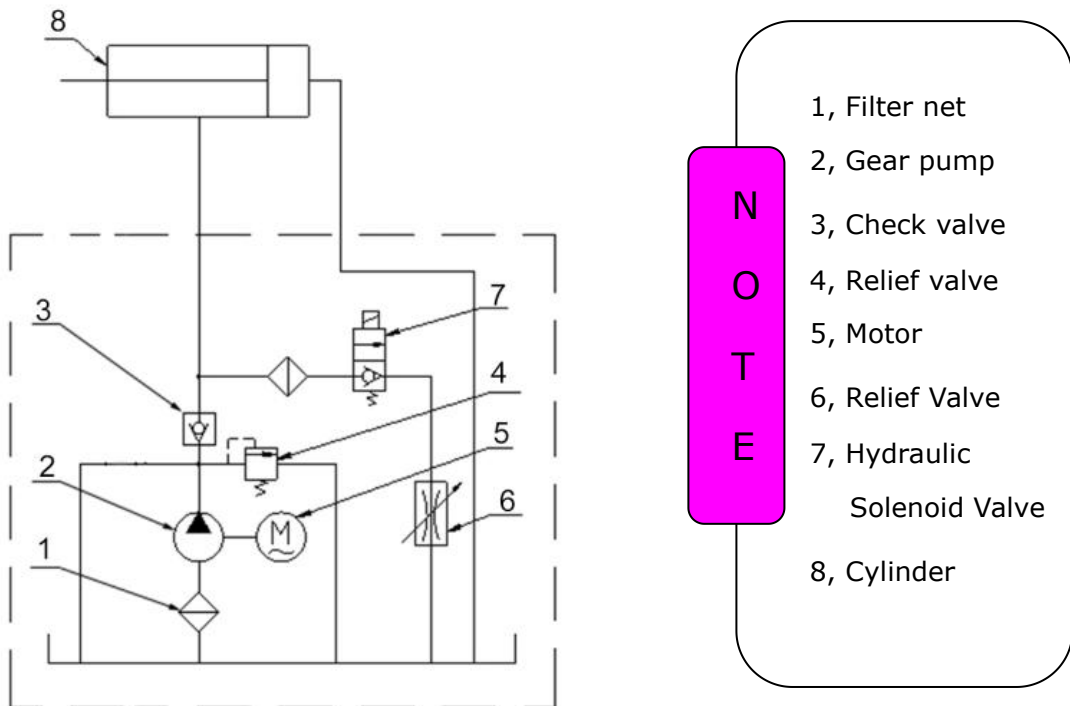 8
7
3
4
5
2
M
6
1
N
O
T
E
1, Filter net
2, Gear pump
3, Check valve
4, Relief valve
5, Motor
6, Relief Valve
7, Hydraulic
Solenoid Valve
8, Cylinder